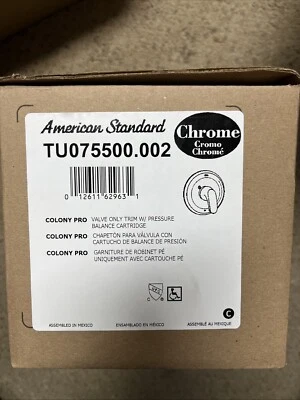 American Standard
Chrome
Cromo
Chromé
TU075500.002
0 12611 62963 1
COLONY PRO VALVE ONLY TRIM W/ PRESSURE
BALANCE CARTRIDGE
COLONY PRO CHAPETÓN PARA VÁLVULA CON
CARTUCHO DE BALANCE DE PRESIÓN
COLONY PRO GARNITURE DE ROBINET PÉ
UNIQUEMENT AVEC CARTOUCHE PÉ
ASSEMBLED IN MEXICO ENSAMBLADO EN MÉXICO ASSEMBLÉ AU MEXIQUE
C